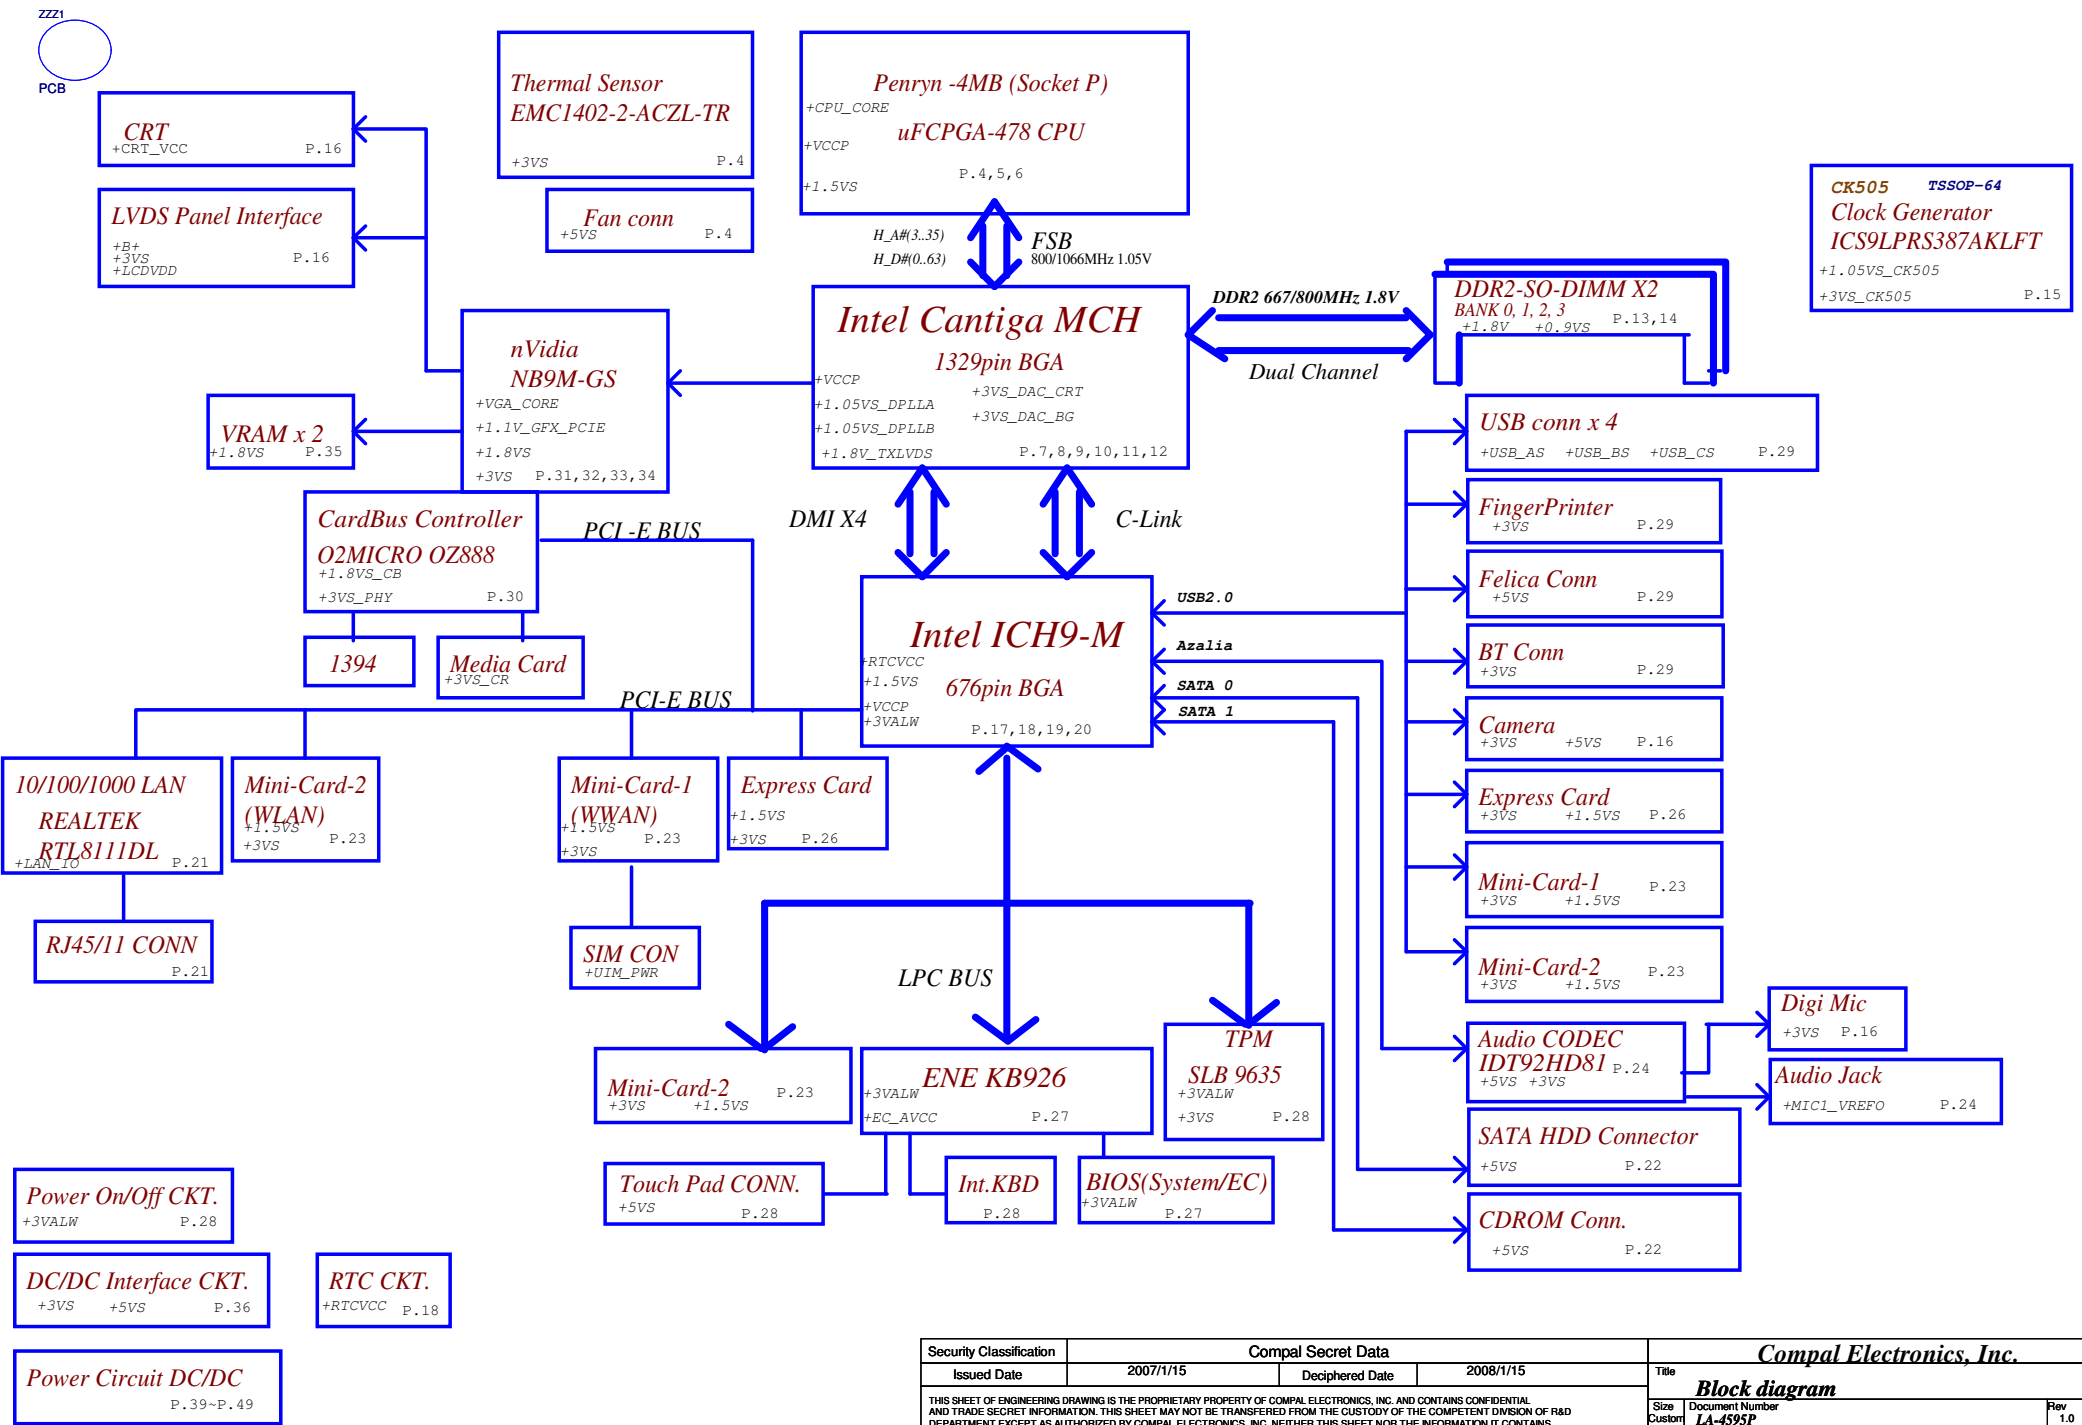 ZZZ1
PCB
CRT
+CRT_VCC P.16
LVDS Panel Interface
+B+
+3VS
+LCDVDD
P.16
Thermal Sensor
EMC1402-2-ACZL-TR
+3VS P.4
Fan conn
+5VS P.4
Penryn -4MB (Socket P)
+CPU_CORE
uFCPGA-478 CPU
+VCCP
P.4,5,6
+1.5VS
H_A#(3..35)
H_D#(0..63)
FSB
800/1066MHz 1.05V
CK505 TSSOP-64
Clock Generator
ICS9LPRS387AKLFT
+1.05VS_CK505
+3VS_CK505 P.15
Intel Cantiga MCH
1329pin BGA
+VCCP
+1.05VS_DPLLA
+1.05VS_DPLLB
+1.8V_TXLVDS
+3VS_DAC_CRT
+3VS_DAC_BG
P.7,8,9,10,11,12
DDR2 667/800MHz 1.8V
Dual Channel
DDR2-SO-DIMM X2
BANK 0, 1, 2, 3
+1.8V +0.9VS P.13,14
nVidia
NB9M-GS
+VGA_CORE
+1.1V_GFX_PCIE
+1.8VS
+3VS P.31,32,33,34
VRAM x 2
+1.8VS P.35
CardBus Controller
O2MICRO OZ888
+1.8VS_CB
+3VS_PHY P.30
PCI -E BUS
1394
Media Card
+3VS_CR
DMI X4
C-Link
Intel ICH9-M
+RTCVCC
+1.5VS
676pin BGA
+VCCP
+3VALW
P.17,18,19,20
USB2.0
Azalia
SATA 0
SATA 1
PCI-E BUS
USB conn x 4
+USB_AS +USB_BS +USB_CS P.29
FingerPrinter
+3VS P.29
Felica Conn
+5VS P.29
BT Conn
+3VS P.29
Camera
+3VS +5VS P.16
Express Card
+3VS +1.5VS P.26
Mini-Card-1
+3VS +1.5VS P.23
Mini-Card-2
+3VS +1.5VS P.23
10/100/1000 LAN
REALTEK
RTL8111DL
+LAN_IO P.21
RJ45/11 CONN
P.21
Mini-Card-2
(WLAN)
+1.5VS
+3VS
P.23
Mini-Card-1
(WWAN)
+1.5VS
+3VS
P.23
Express Card
+1.5VS
+3VS P.26
SIM CON
+UIM_PWR
LPC BUS
Mini-Card-2
+3VS +1.5VS P.23
ENE KB926
+3VALW
+EC_AVCC P.27
TPM
SLB 9635
+3VALW
+3VS P.28
Audio CODEC
IDT92HD81
+5VS +3VS P.24
Digi Mic
+3VS P.16
Audio Jack
+MIC1_VREFO P.24
SATA HDD Connector
+5VS P.22
CDROM Conn.
+5VS P.22
Touch Pad CONN.
+5VS P.28
Int.KBD
P.28
BIOS(System/EC)
+3VALW
P.27
Power On/Off CKT.
+3VALW P.28
DC/DC Interface CKT.
+3VS +5VS P.36
RTC CKT.
+RTCVCC P.18
Power Circuit DC/DC
P.39~P.49
Security Classification Compal Secret Data
Issued Date 2007/1/15 Deciphered Date 2008/1/15
THIS SHEET OF ENGINEERING DRAWING IS THE PROPRIETARY PROPERTY OF COMPAL ELECTRONICS, INC. AND CONTAINS CONFIDENTIAL
AND TRADE SECRET INFORMATION. THIS SHEET MAY NOT BE TRANSFERED FROM THE CUSTODY OF THE COMPETENT DIVISION OF R&D
DEPARTMENT EXCEPT AS AUTHORIZED BY COMPAL ELECTRONICS, INC. NEITHER THIS SHEET NOR THE INFORMATION IT CONTAINS
Compal Electronics, Inc.
Title
Block diagram
Size Document Number Rev
Custom LA-4595P 1.0